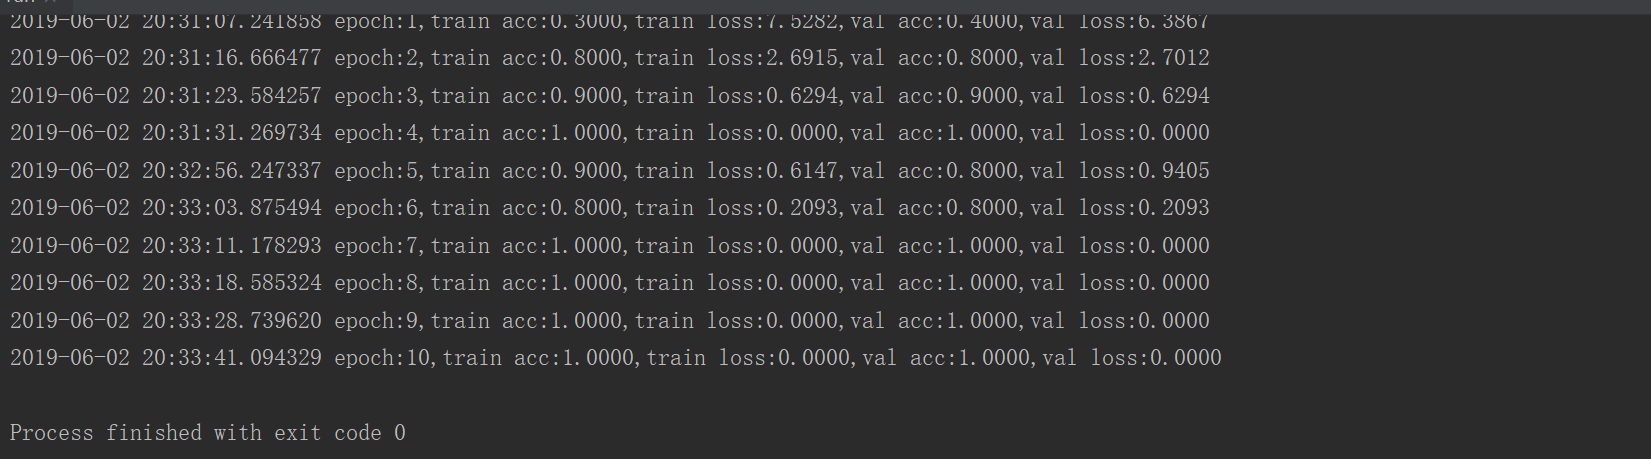 2019-06-02 20:31:07.241858 epoch:1,train acc:0.3000,train loss:7.5282,val acc:0.4000,val loss:6.3867
2019-06-02 20:31:16.666477 epoch:2,train acc:0.8000,train loss:2.6915,val acc:0.8000,val loss:2.7012
2019-06-02 20:31:23.584257 epoch:3,train acc:0.9000,train loss:0.6294,val acc:0.9000,val loss:0.6294
2019-06-02 20:31:31.269734 epoch:4,train acc:1.0000,train loss:0.0000,val acc:1.0000,val loss:0.0000
2019-06-02 20:32:56.247337 epoch:5,train acc:0.9000,train loss:0.6147,val acc:0.8000,val loss:0.9405
2019-06-02 20:33:03.875494 epoch:6,train acc:0.8000,train loss:0.2093,val acc:0.8000,val loss:0.2093
2019-06-02 20:33:11.178293 epoch:7,train acc:1.0000,train loss:0.0000,val acc:1.0000,val loss:0.0000
2019-06-02 20:33:18.585324 epoch:8,train acc:1.0000,train loss:0.0000,val acc:1.0000,val loss:0.0000
2019-06-02 20:33:28.739620 epoch:9,train acc:1.0000,train loss:0.0000,val acc:1.0000,val loss:0.0000
2019-06-02 20:33:41.094329 epoch:10,train acc:1.0000,train loss:0.0000,val acc:1.0000,val loss:0.0000
Process finished with exit code 0